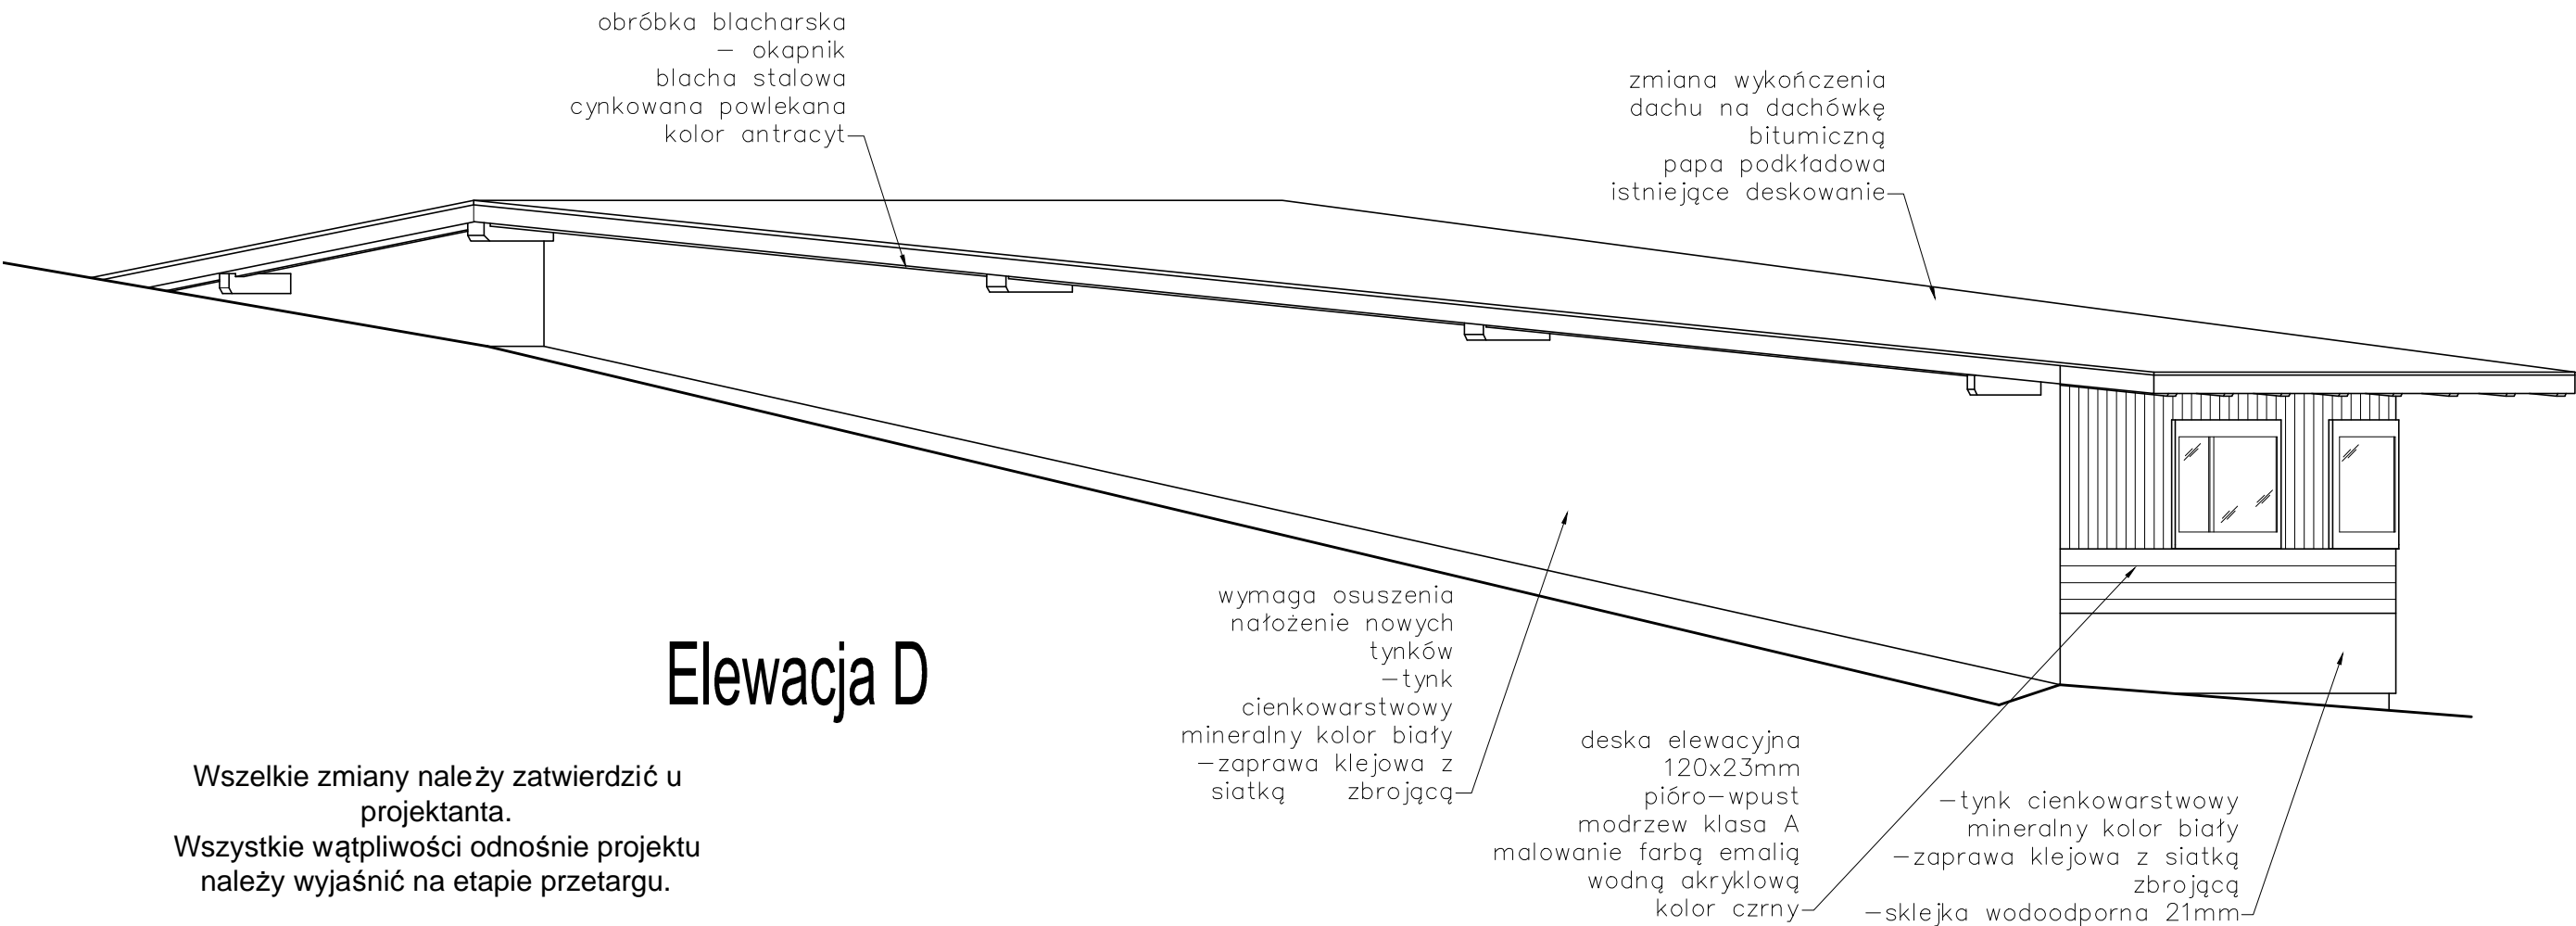 obróbka blacharska
– okapnik
blacha stalowa
cynkowana powlekana
kolor antracyt
zmiana wykończenia
dachu na dachówkę
bitumiczną
papa podkładowa
istniejące deskowanie
wymaga osuszenia
nałożenie nowych
tynków
–tynk
cienkowarstwowy
mineralny kolor biały
–zaprawa klejowa z
siatką zbrojącą
Elewacja D
Wszelkie zmiany należy zatwierdzić u
projektanta.
Wszystkie wątpliwości odnośnie projektu
należy wyjaśnić na etapie przetargu.
deska elewacyjna
120x23mm
pióro–wpust
modrzew klasa A
malowanie farbą emalią
wodną akryklową
kolor czrny
–tynk cienkowarstwowy
mineralny kolor biały
–zaprawa klejowa z siatką
zbrojącą
–sklejka wodoodporna 21mm